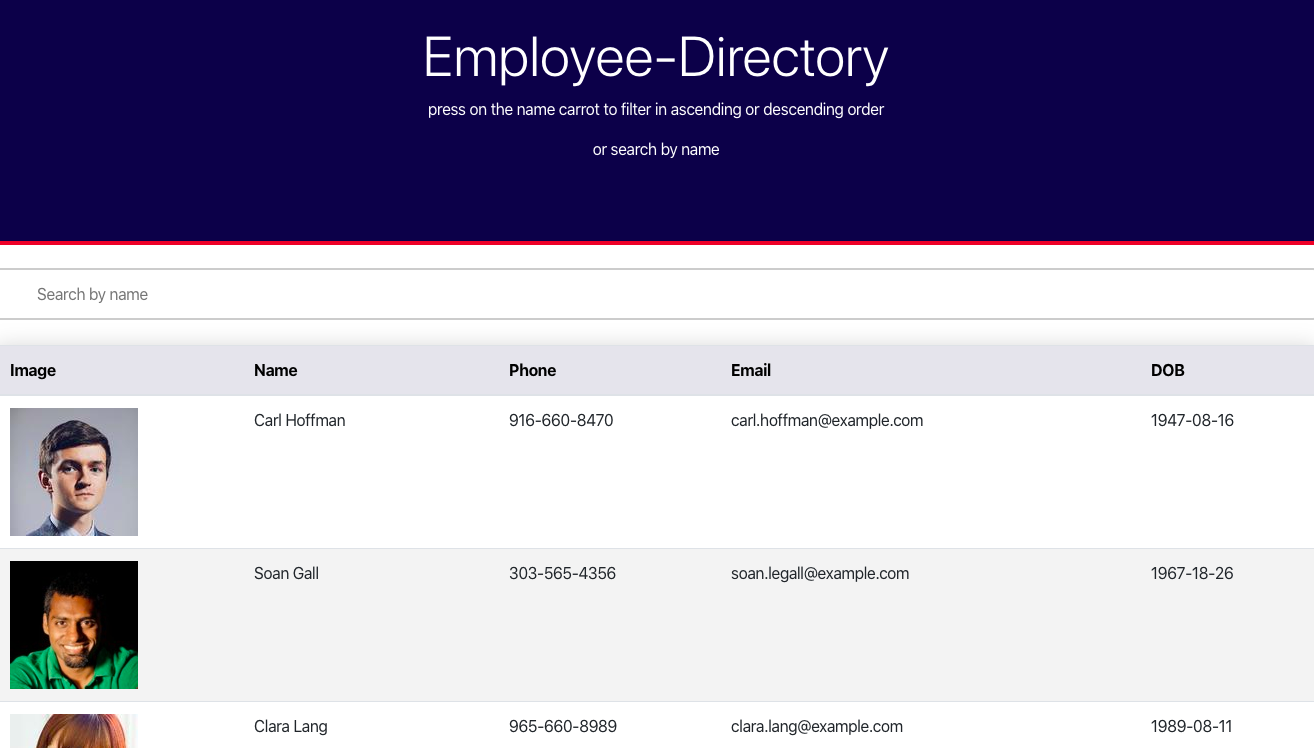 Employee-Directory
press on the name carrot to filter in ascending or descending order
or search by name
Search by name
Image Name Phone Email DOB
Carl Hoffman 916-660-8470 carl.hoffman@example.com 1947-08-16
Soan Gall 303-565-4356 soan.legall@example.com 1967-18-26
Clara Lang 965-660-8989 clara.lang@example.com 1989-08-11